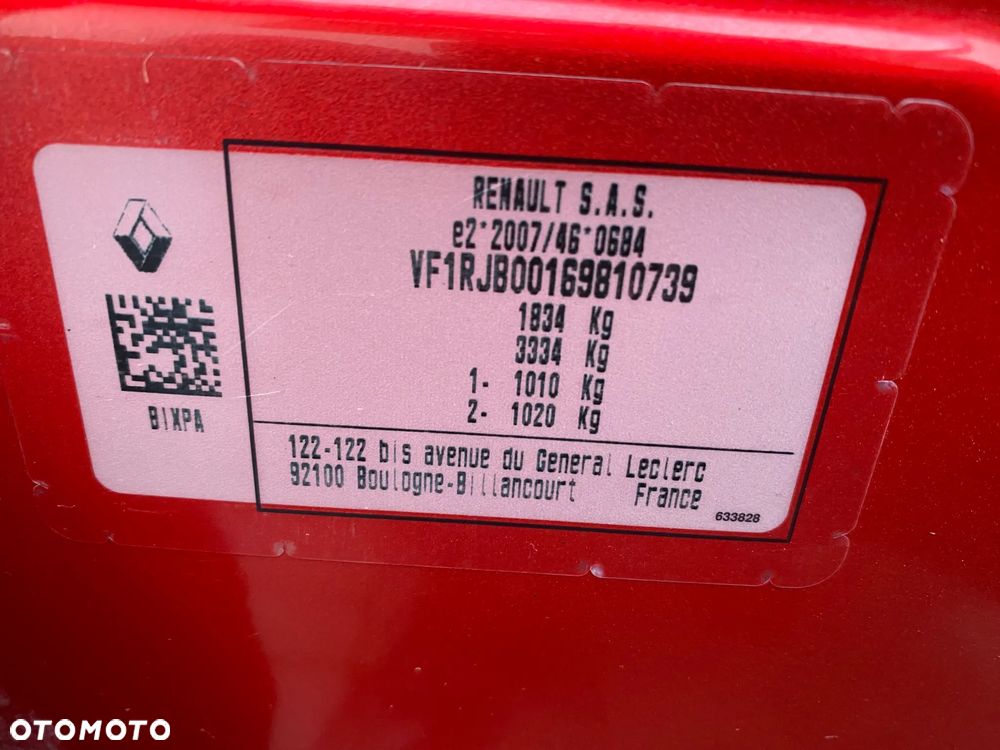 RENAULT S.A.S.
e2*2007/46*0684
VF1RJB00169810739
1834 Kg
3334 Kg
1- 1010 Kg
2- 1020 Kg
BIXPA
122-122 bis avenue du General Leclerc
92100 Boulogne-Billancourt France
633828
OTOMOTO